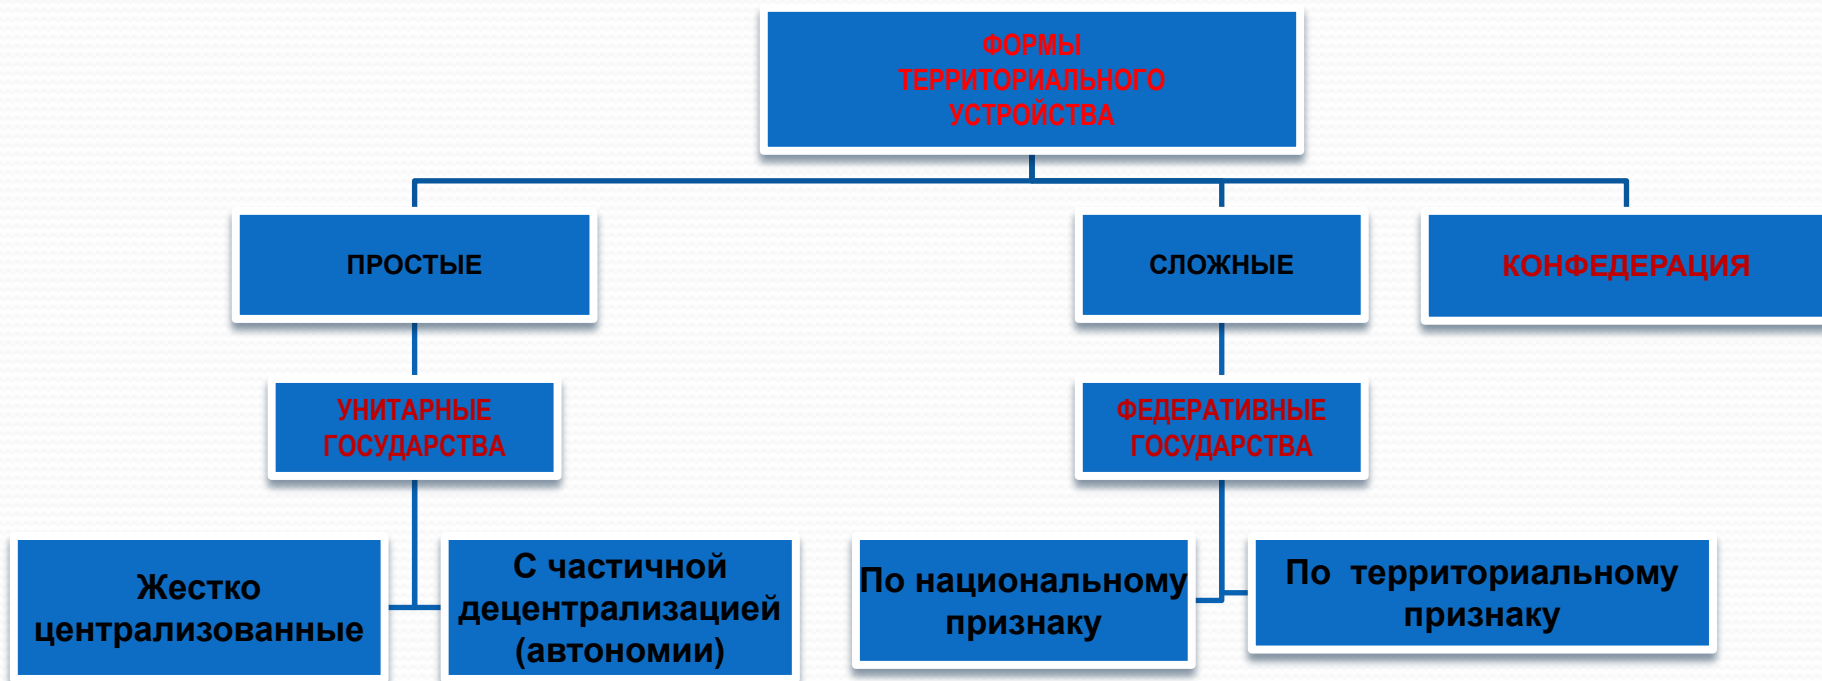 ФОРМЫ
ТЕРРИТОРИАЛЬНОГО
УСТРОЙСТВА
ПРОСТЫЕ
СЛОЖНЫЕ
КОНФЕДЕРАЦИЯ
УНИТАРНЫЕ
ГОСУДАРСТВА
ФЕДЕРАТИВНЫЕ
ГОСУДАРСТВА
Жестко
централизованные
С частичной
децентрализацией
(автономии)
По национальному
признаку
По территориальному
признаку